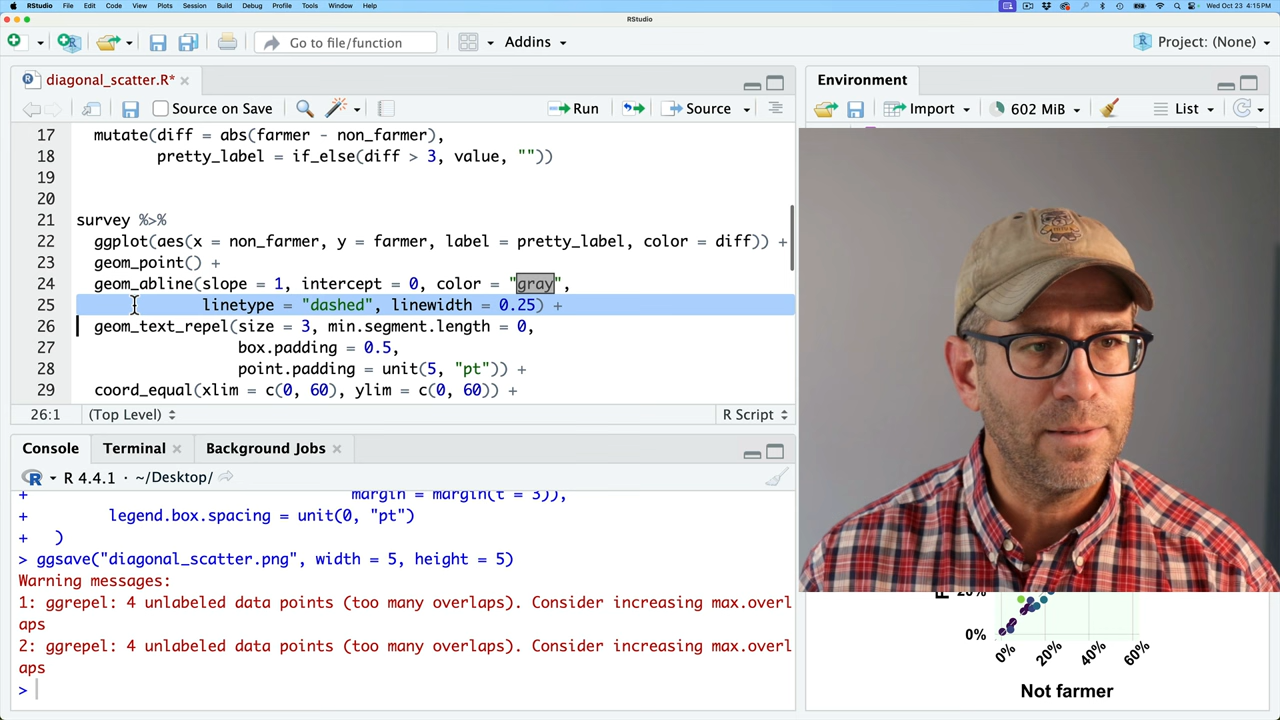 RStudio File Edit Code View Plots Session Build Debug Profile Tools Window Help Wed Oct 23 4:15 PM
RStudio
Go to file/function Addins Project: (None)
diagonal_scatter.R* Environment
Source on Save Run Source Import 602 MiB List
17 mutate(diff = abs(farmer - non_farmer),
18 pretty_label = if_else(diff > 3, value, ""))
19
20
21 survey %>%
22 ggplot(aes(x = non_farmer, y = farmer, label = pretty_label, color = diff)) +
23 geom_point() +
24 geom_abline(slope = 1, intercept = 0, color = "gray",
25 linetype = "dashed", linewidth = 0.25) +
26 geom_text_repel(size = 3, min.segment.length = 0,
27 box.padding = 0.5,
28 point.padding = unit(5, "pt")) +
29 coord_equal(xlim = c(0, 60), ylim = c(0, 60)) +
26:1 (Top Level) R Script
Console Terminal Background Jobs
R 4.4.1 · ~/Desktop/
+ margin = margin(t = 3)),
+ legend.box.spacing = unit(0, "pt")
+ )
> ggsave("diagonal_scatter.png", width = 5, height = 5)
Warning messages:
1: ggrepel: 4 unlabeled data points (too many overlaps). Consider increasing max.overl
aps
2: ggrepel: 4 unlabeled data points (too many overlaps). Consider increasing max.overl
aps
>
0%
0% 20% 40% 60%
Not farmer